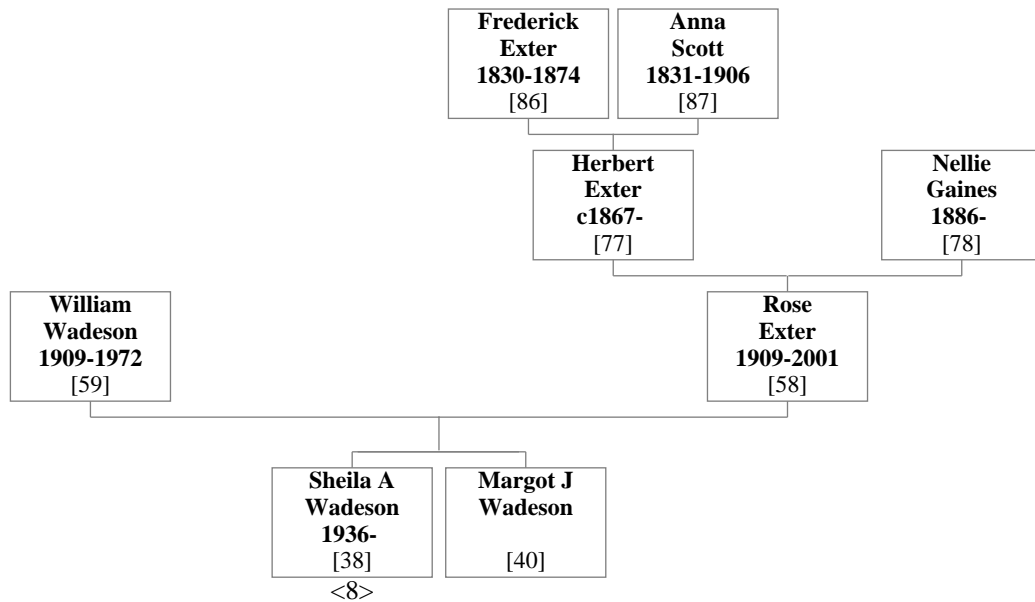 Frederick
Exter
1830-1874
[86]
Anna
Scott
1831-1906
[87]
Herbert
Exter
c1867-
[77]
Nellie
Gaines
1886-
[78]
William
Wadeson
1909-1972
[59]
Rose
Exter
1909-2001
[58]
Sheila A
Wadeson
1936-
[38]
<8>
Margot J
Wadeson
[40]